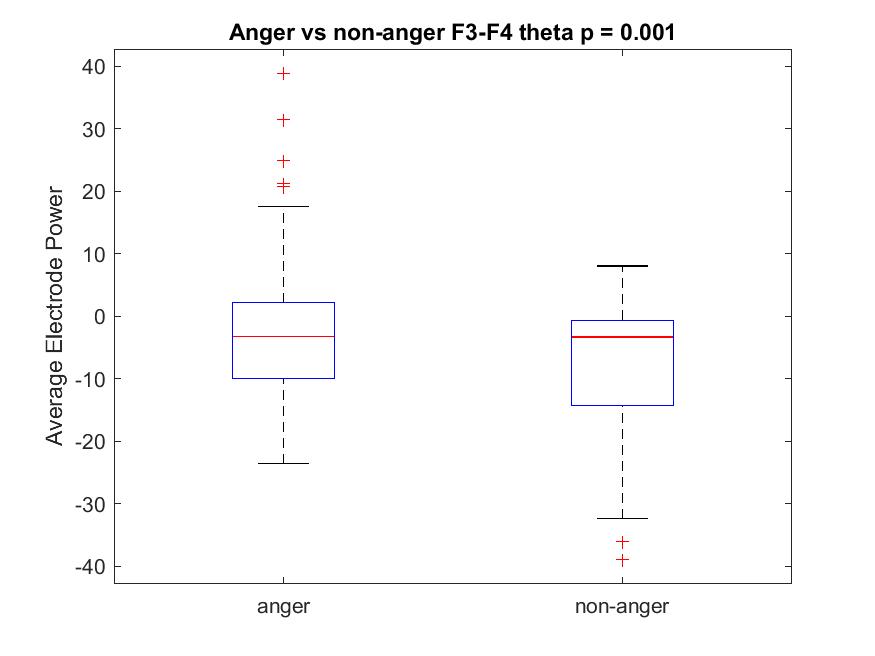 Anger vs non-anger F3-F4 theta p = 0.001
Average Electrode Power
40
30
20
10
0
-10
-20
-30
-40
anger
non-anger